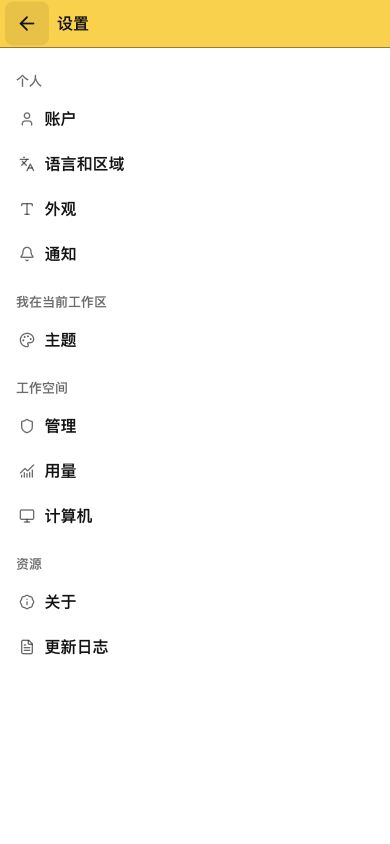 设置
个人
账户
语言和区域
外观
通知
我在当前工作区
主题
工作空间
管理
用量
计算机
资源
关于
更新日志